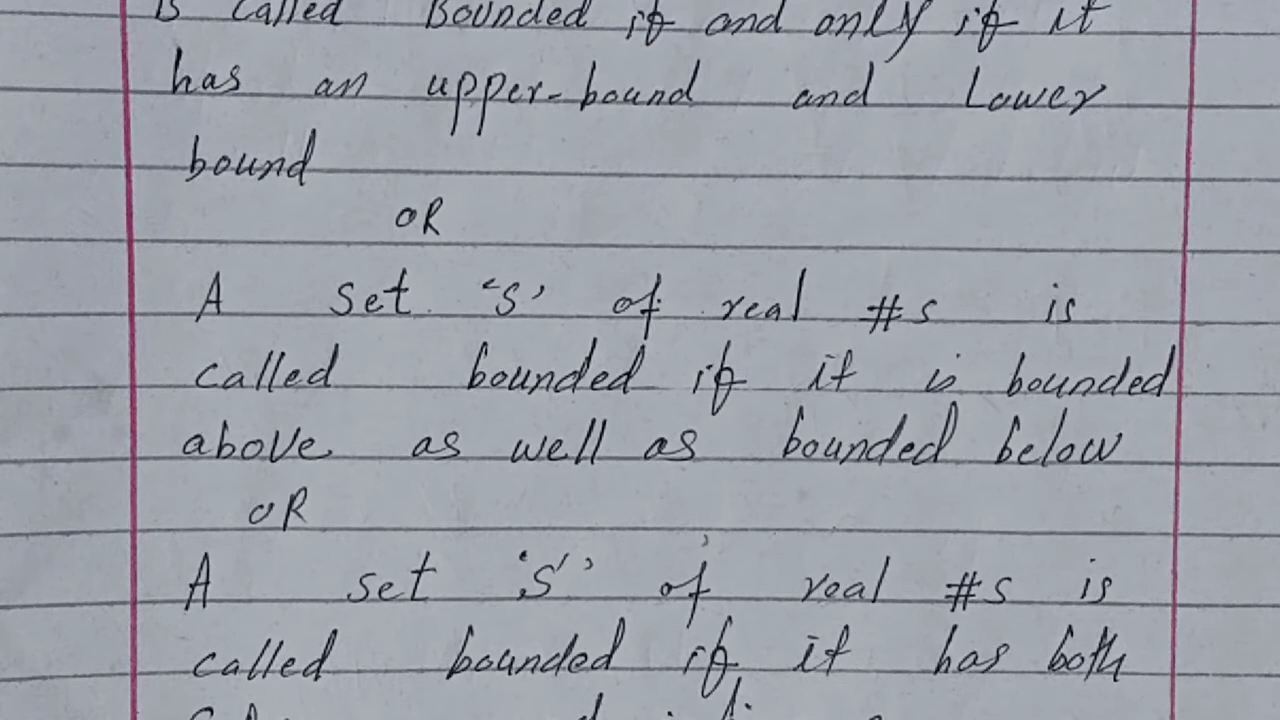 is called Bounded if and only if it
has an upper-bound and Lower
bound
OR
A set 'S' of real #s is
called bounded if it is bounded
above as well as bounded below
OR
A set 'S' of real #s is
called bounded if it has both